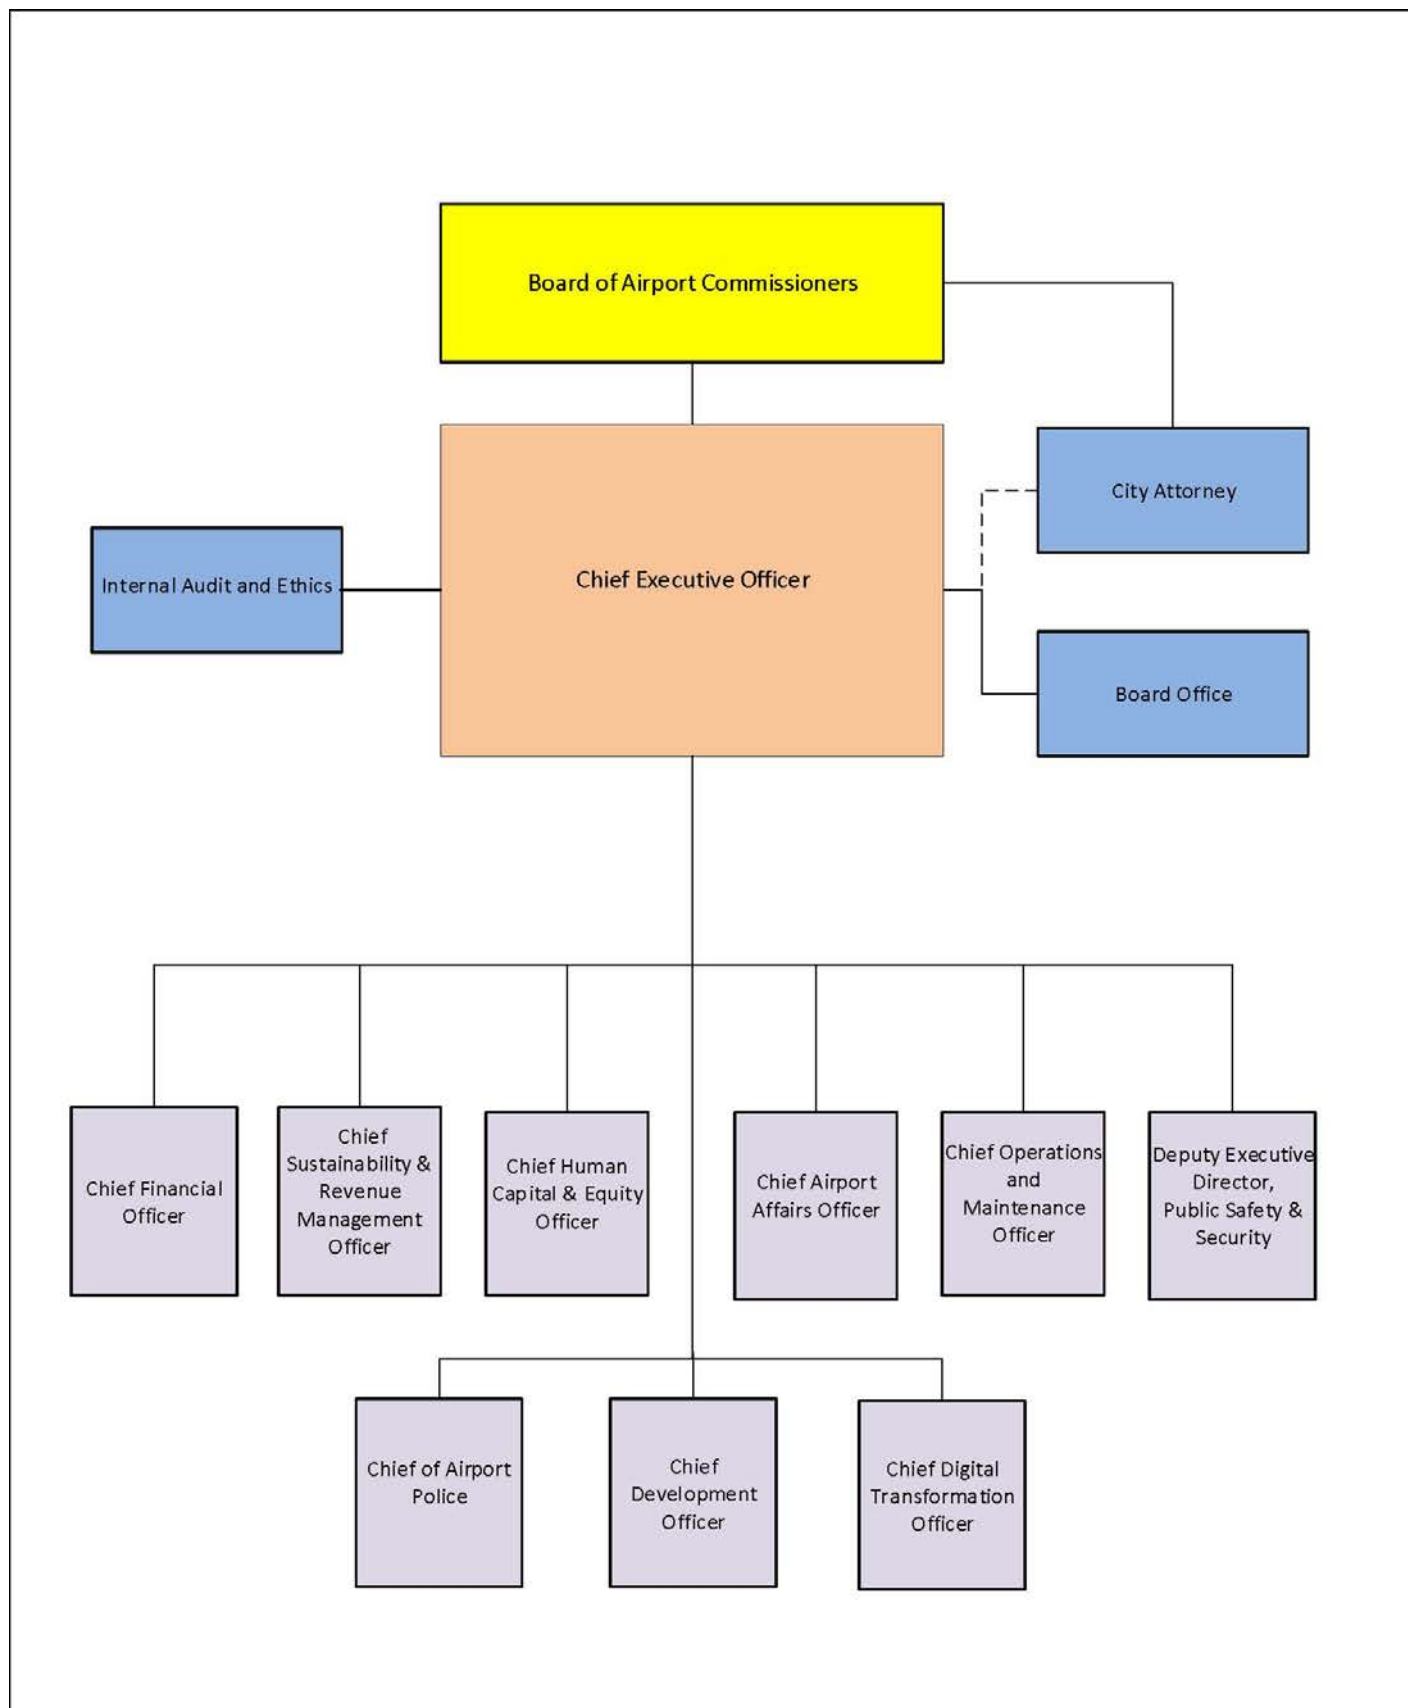 Board of Airport Commissioners
City Attorney
Chief Executive Officer
Internal Audit and Ethics
Board Office
Chief Financial
Officer
Chief
Sustainability &
Revenue
Management
Officer
Chief Human
Capital & Equity
Officer
Chief Airport
Affairs Officer
Chief Operations
and
Maintenance
Officer
Deputy Executive
Director,
Public Safety &
Security
Chief of Airport
Police
Chief
Development
Officer
Chief Digital
Transformation
Officer